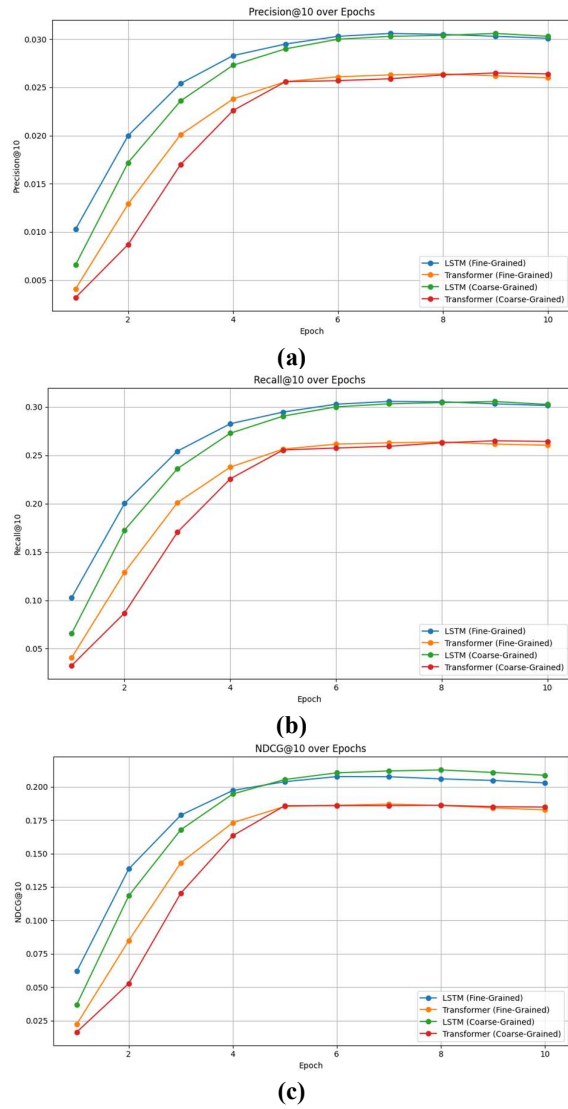 Precision@10 over Epochs
0.030
0.025
0.020
0.015
0.010
0.005
Precision@10
LSTM (Fine-Grained)
Transformer (Fine-Grained)
LSTM (Coarse-Grained)
Transformer (Coarse-Grained)
2 4 6 8 10
Epoch
(a)
Recall@10 over Epochs
0.30
0.25
0.20
0.15
0.10
0.05
Recall@10
LSTM (Fine-Grained)
Transformer (Fine-Grained)
LSTM (Coarse-Grained)
Transformer (Coarse-Grained)
2 4 6 8 10
Epoch
(b)
NDCG@10 over Epochs
0.200
0.175
0.150
0.125
0.100
0.075
0.050
0.025
NDCG@10
LSTM (Fine-Grained)
Transformer (Fine-Grained)
LSTM (Coarse-Grained)
Transformer (Coarse-Grained)
2 4 6 8 10
Epoch
(c)